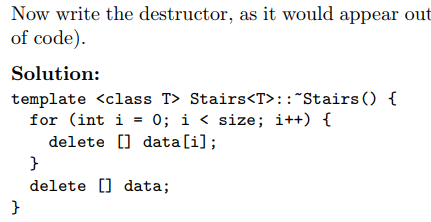 Now write the destructor, as it would appear out
of code).
Solution:
template <class T> Stairs<T>::~Stairs() {
  for (int i = 0; i < size; i++) {
    delete [] data[i];
  }
  delete [] data;
}